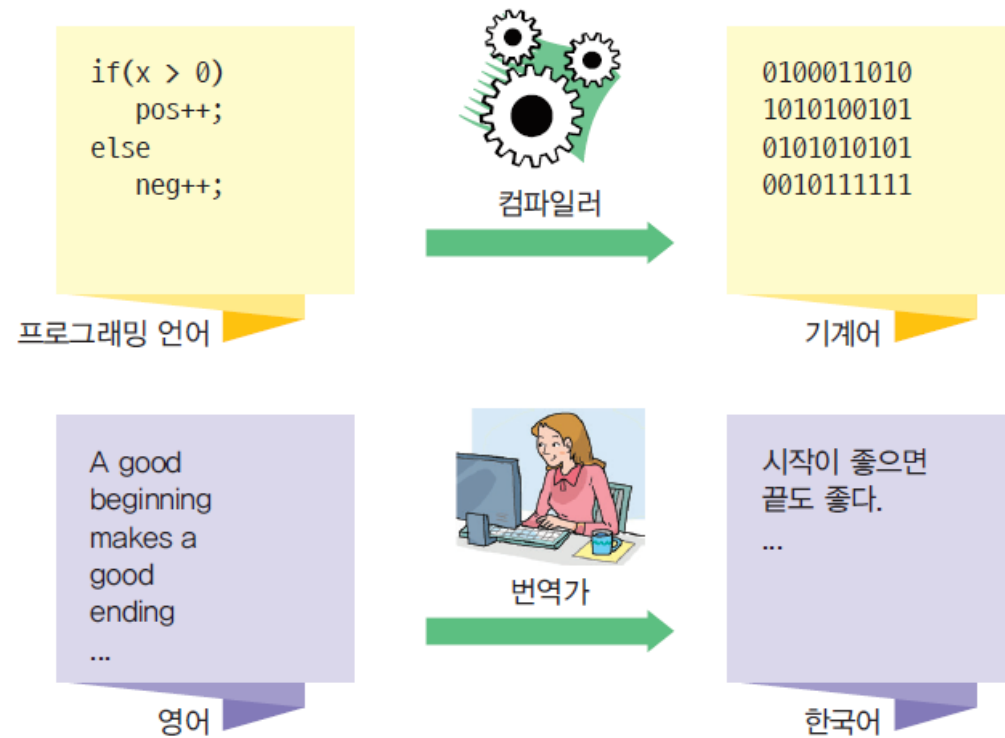 if(x > 0)
pos++;
else
neg++;
컴파일러
0100011010
1010100101
0101010101
0010111111
프로그래밍 언어
기계어
A good
beginning
makes a
good
ending
...
번역가
시작이 좋으면
끝도 좋다.
...
영어
한국어